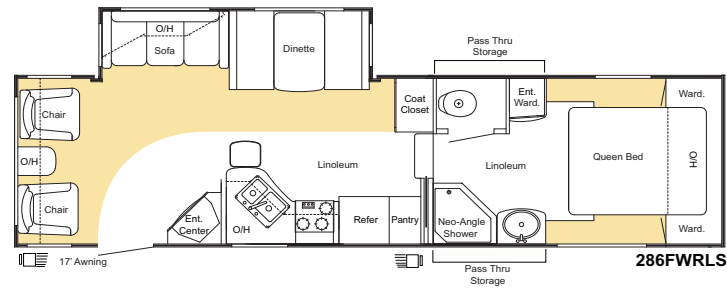 O/H
Sofa
Dinette
Pass Thru
Storage
Chair
Coat
Closet
Ent.
Ward.
Ward.
O/H
Linoleum
Linoleum
Queen Bed
O/H
Chair
Ent.
Center
O/H
Refer
Pantry
Neo-Angle
Shower
Ward.
17' Awning
Pass Thru
Storage
286FWRLS